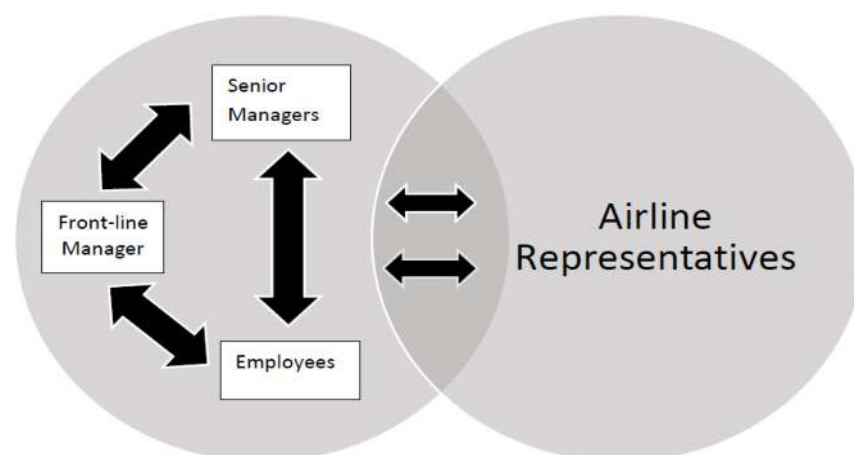 Senior
Managers
Front-line
Manager
Employees
Airline
Representatives